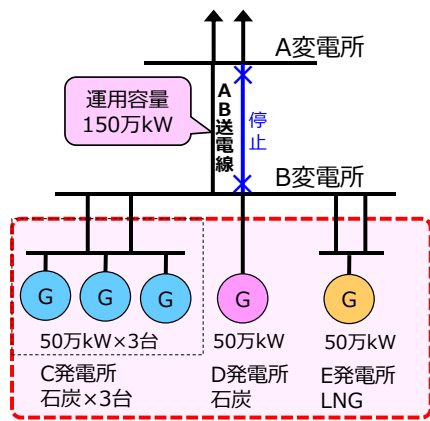 A変電所
運用容量
150万kW
AB送電線
停止
B変電所
G
G
G
G
G
50万kW×3台
50万kW
50万kW
C発電所
石炭×3台
D発電所
石炭
E発電所
LNG